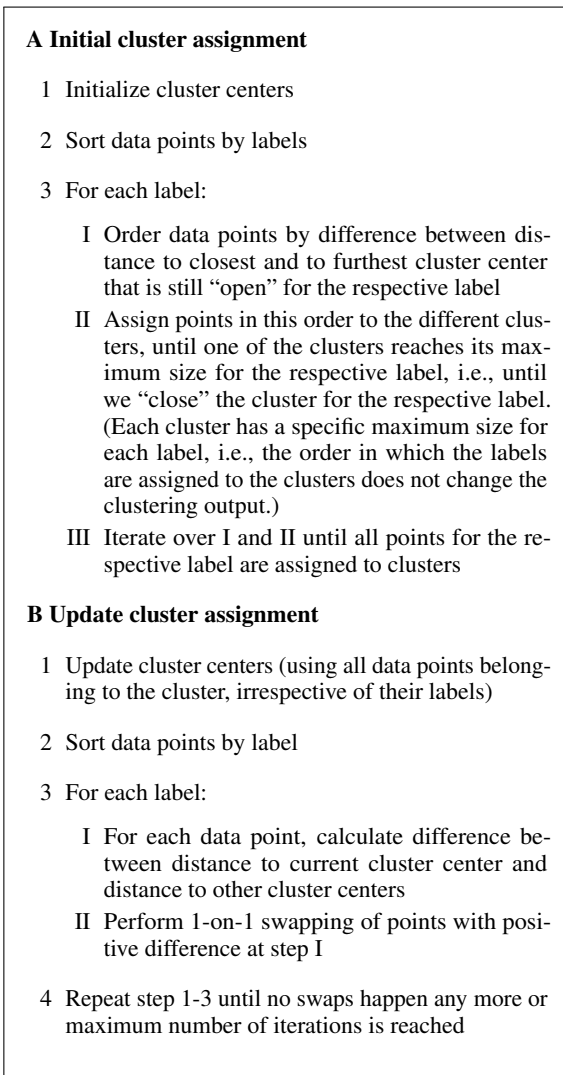 A Initial cluster assignment
1 Initialize cluster centers
2 Sort data points by labels
3 For each label:
I Order data points by difference between dis-
tance to closest and to furthest cluster center
that is still “open” for the respective label
II Assign points in this order to the different clus-
ters, until one of the clusters reaches its max-
imum size for the respective label, i.e., until
we “close” the cluster for the respective label.
(Each cluster has a specific maximum size for
each label, i.e., the order in which the labels
are assigned to the clusters does not change the
clustering output.)
III Iterate over I and II until all points for the re-
spective label are assigned to clusters
B Update cluster assignment
1 Update cluster centers (using all data points belong-
ing to the cluster, irrespective of their labels)
2 Sort data points by label
3 For each label:
I For each data point, calculate difference be-
tween distance to current cluster center and
distance to other cluster centers
II Perform 1-on-1 swapping of points with posi-
tive difference at step I
4 Repeat step 1-3 until no swaps happen any more or
maximum number of iterations is reached